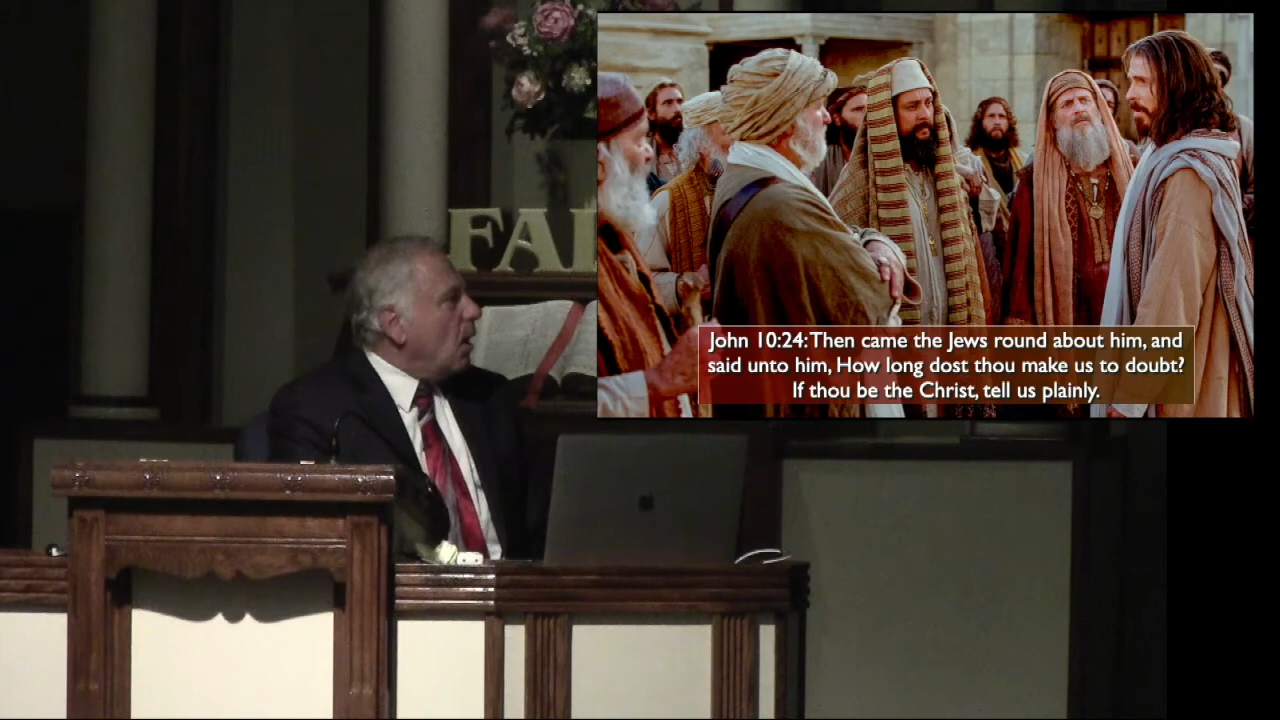 FAI
John 10:24: Then came the Jews round about him, and
said unto him, How long dost thou make us to doubt?
If thou be the Christ, tell us plainly.